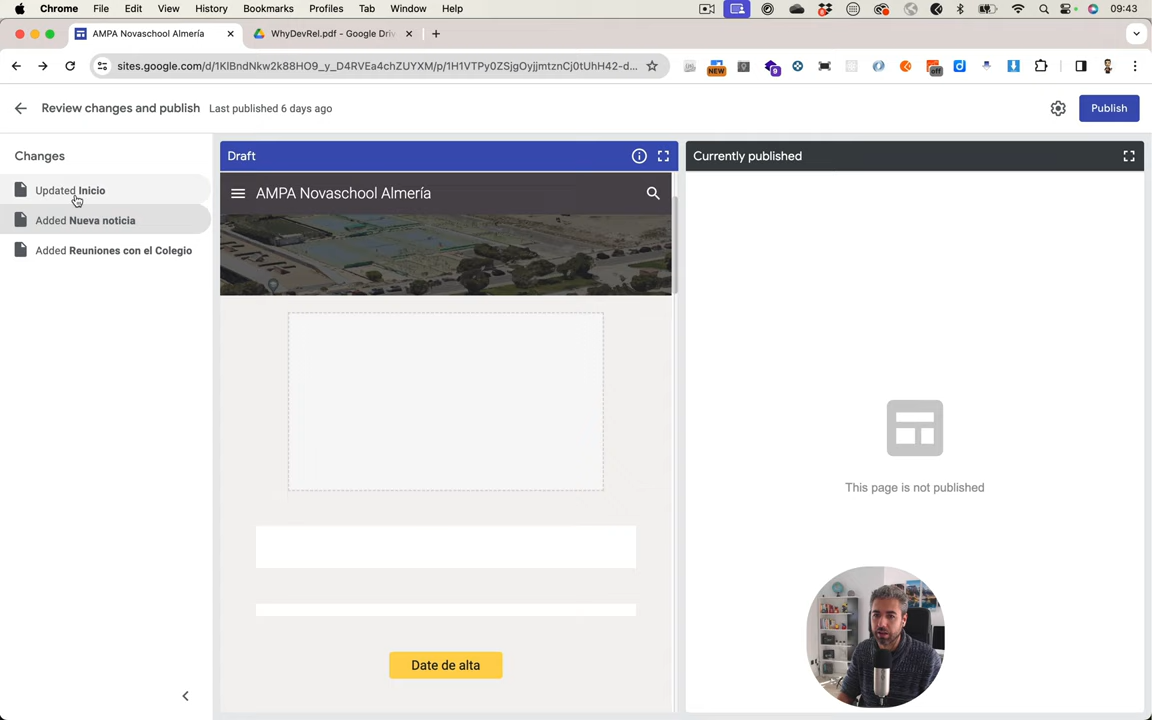 Chrome File Edit View History Bookmarks Profiles Tab Window Help 09:43
AMPA Novaschool Almería
WhyDevRel.pdf - Google Driv
sites.google.com/d/1KlBndNkw2k88HO9_y_D4RVEa4chZUYXM/p/1H1VTPy0ZSjgOyjjmtznCj0tUhH42-d...
NEW
9
off
Review changes and publish Last published 6 days ago
Publish
Changes
Draft
Currently published
Updated Inicio
Added Nueva noticia
Added Reuniones con el Colegio
AMPA Novaschool Almería
This page is not published
Date de alta